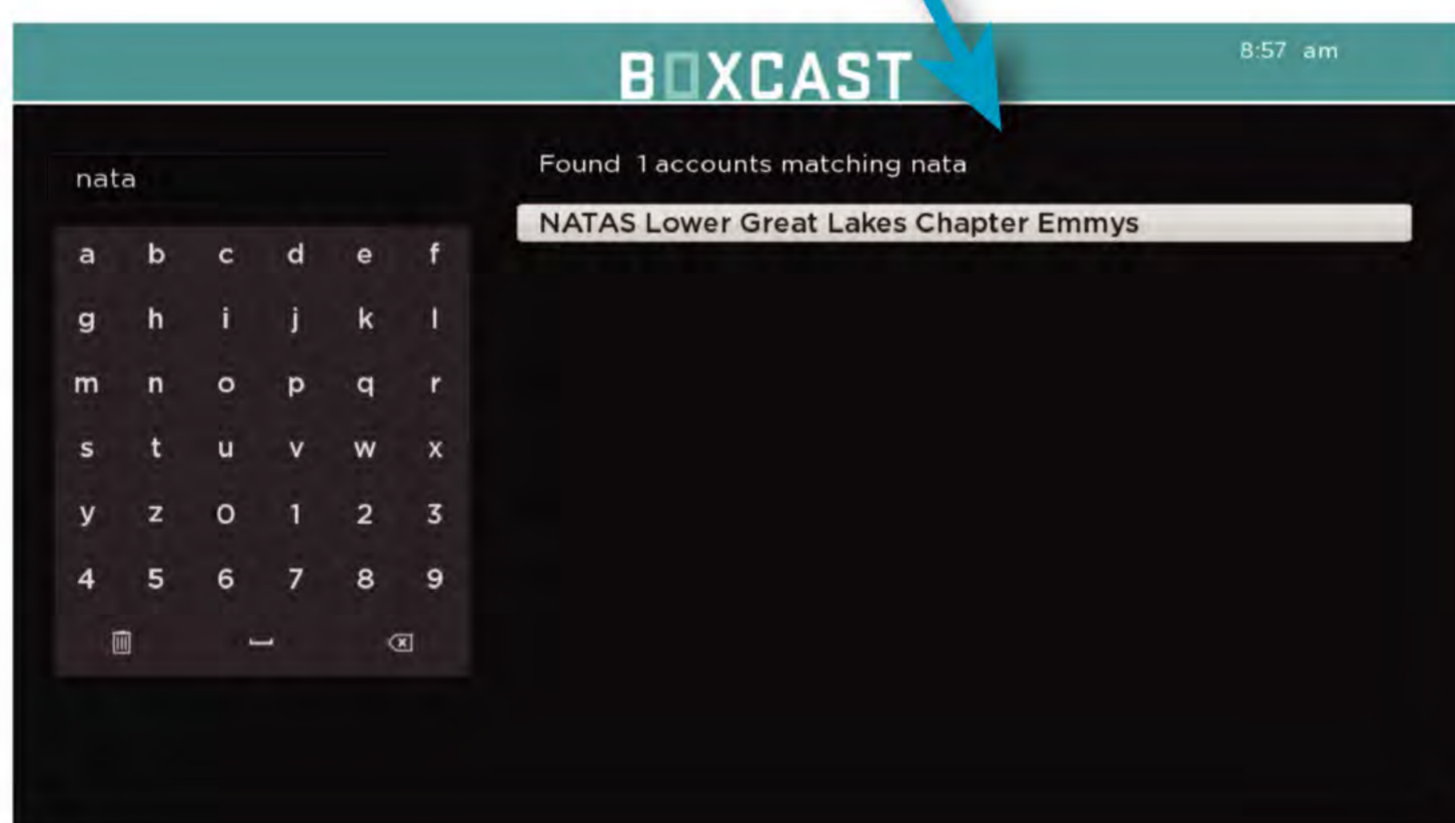 BOXCAST
8:57 am
nata
a b c d e f
g h i j k l
m n o p q r
s t u v w x
y z 0 1 2 3
4 5 6 7 8 9
Found 1 accounts matching nata
NATAS Lower Great Lakes Chapter Emmys